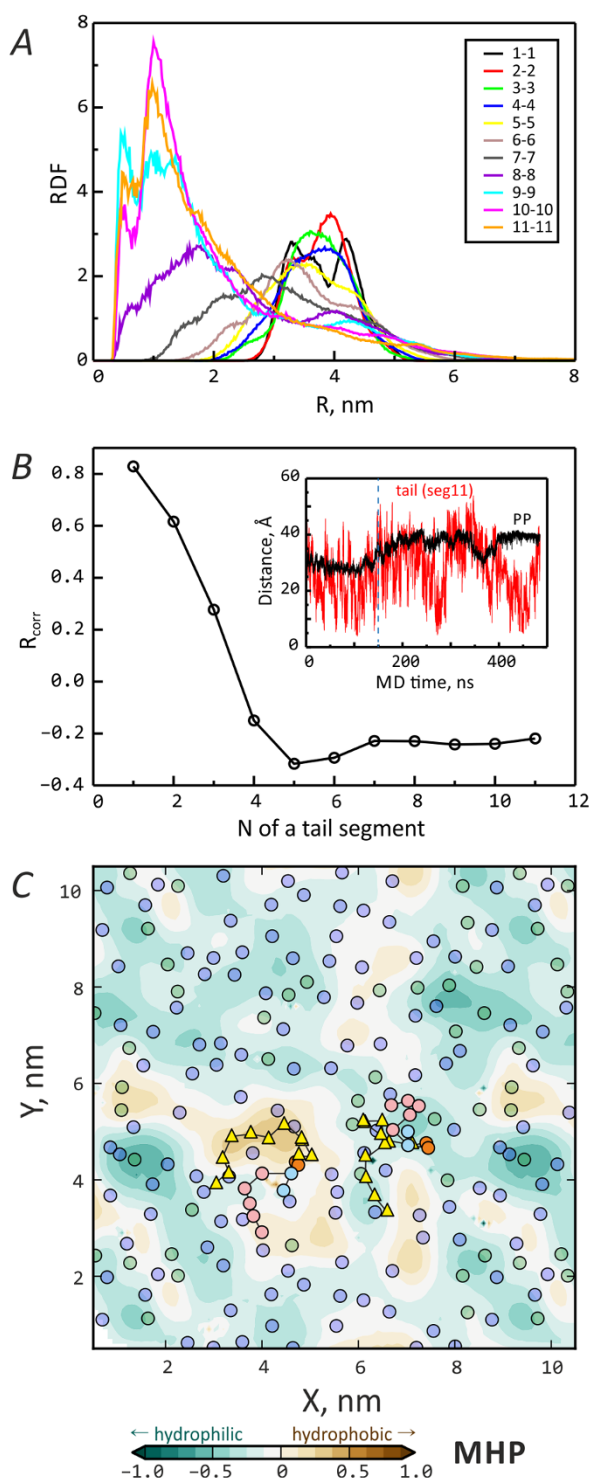 A
8
6
4
2
0
RDF
1-1
2-2
3-3
4-4
5-5
6-6
7-7
8-8
9-9
10-10
11-11
0 2 4 6 8
R, nm
B
0.8
0.6
0.4
0.2
0.0
−0.2
−0.4
R_corr
60
40
20
0
Distance, Å
tail (seg11)
PP
0 200 400
MD time, ns
0 2 4 6 8 10 12
N of a tail segment
C
10
8
6
4
2
Y, nm
2 4 6 8 10
X, nm
← hydrophilic hydrophobic →
MHP
−1.0 −0.5 0 0.5 1.0